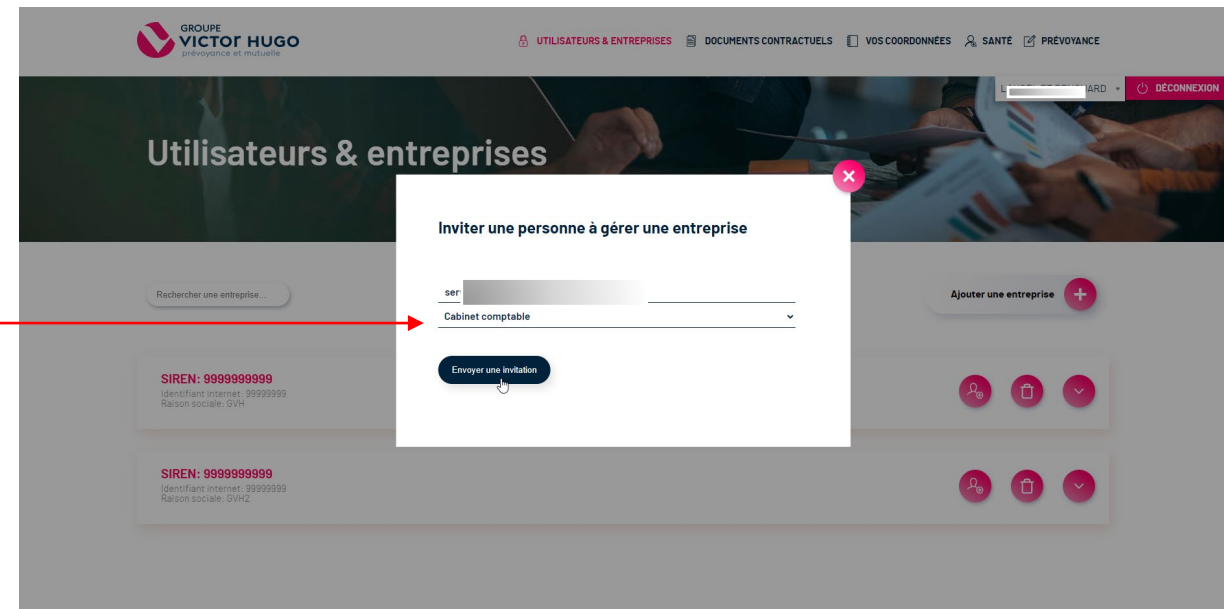 GROUPE
VICTOR HUGO
prévoyance et mutuelle
UTILISATEURS & ENTREPRISES DOCUMENTS CONTRACTUELS VOS COORDONNÉES SANTÉ PRÉVOYANCE
DÉCONNEXION
Utilisateurs & entreprises
Inviter une personne à gérer une entreprise
Rechercher une entreprise...
Ajouter une entreprise
Cabinet comptable
Envoyer une invitation
SIREN: 9999999999
Identifiant internet: 99999999
Raison sociale: GVH
SIREN: 9999999999
Identifiant internet: 99999999
Raison sociale: GVH2